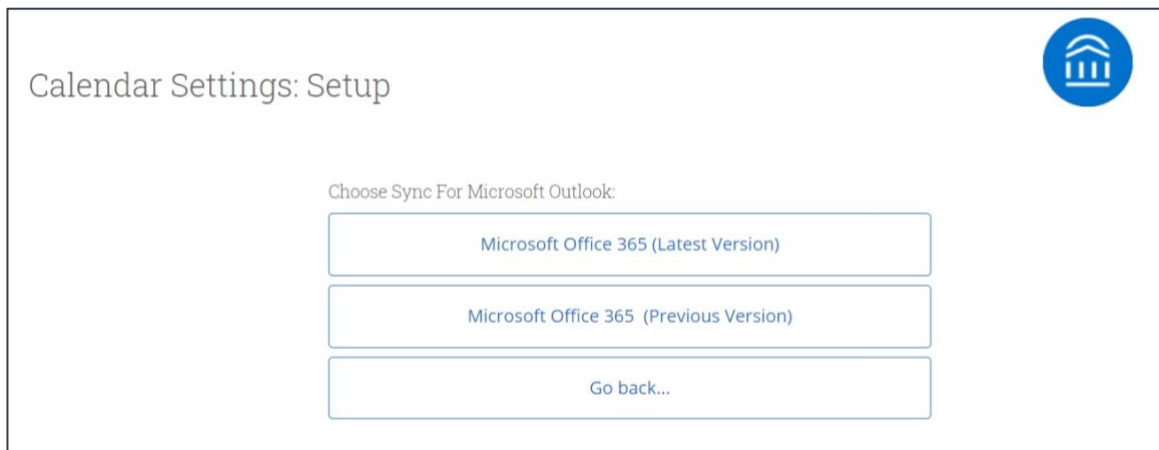 Calendar Settings: Setup
Choose Sync For Microsoft Outlook:
Microsoft Office 365 (Latest Version)
Microsoft Office 365  (Previous Version)
Go back...